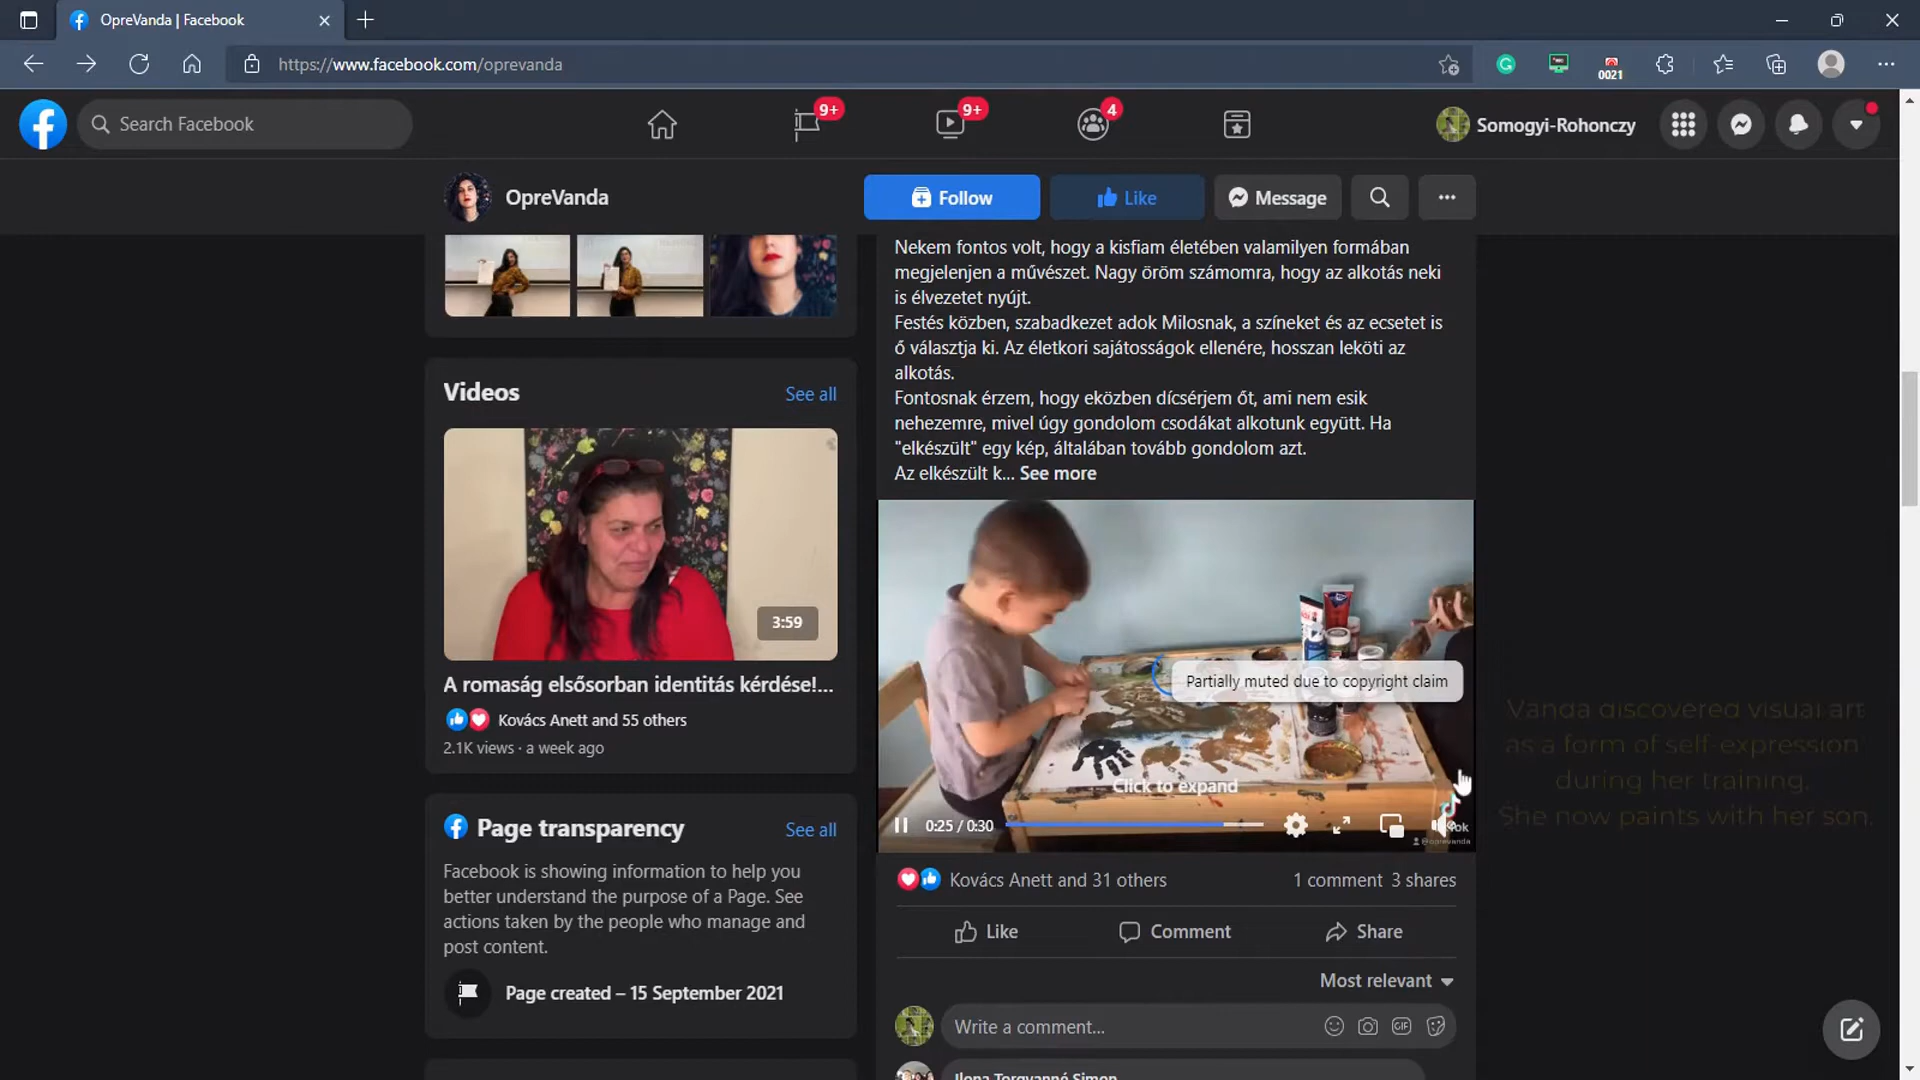 OpreVanda | Facebook
https://www.facebook.com/oprevanda
0021
Search Facebook
9+
9+
4
Somogyi-Rohonczy
OpreVanda
Follow
Like
Message
Videos
See all
3:59
A romaság elsősorban identitás kérdése!...
Kovács Anett and 55 others
2.1K views · a week ago
Page transparency
See all
Facebook is showing information to help you
better understand the purpose of a Page. See
actions taken by the people who manage and
post content.
Page created – 15 September 2021
Nekem fontos volt, hogy a kisfiam életében valamilyen formában
megjelenjen a művészet. Nagy öröm számomra, hogy az alkotás neki
is élvezetet nyújt.
Festés közben, szabadkezet adok Milosnak, a színeket és az ecsetet is
ő választja ki. Az életkori sajátosságok ellenére, hosszan leköti az
alkotás.
Fontosnak érzem, hogy eközben dícsérjem őt, ami nem esik
nehezemre, mivel úgy gondolom csodákat alkotunk együtt. Ha
"elkészült" egy kép, általában tovább gondolom azt.
Az elkészült k... See more
Partially muted due to copyright claim
Click to expand
0:25 / 0:30
@oprevanda
Kovács Anett and 31 others
1 comment 3 shares
Like
Comment
Share
Most relevant
Write a comment...
GIF
Ilona Torgyanné Simon
Vanda discovered visual art
as a form of self-expression
during her training.
She now paints with her son.